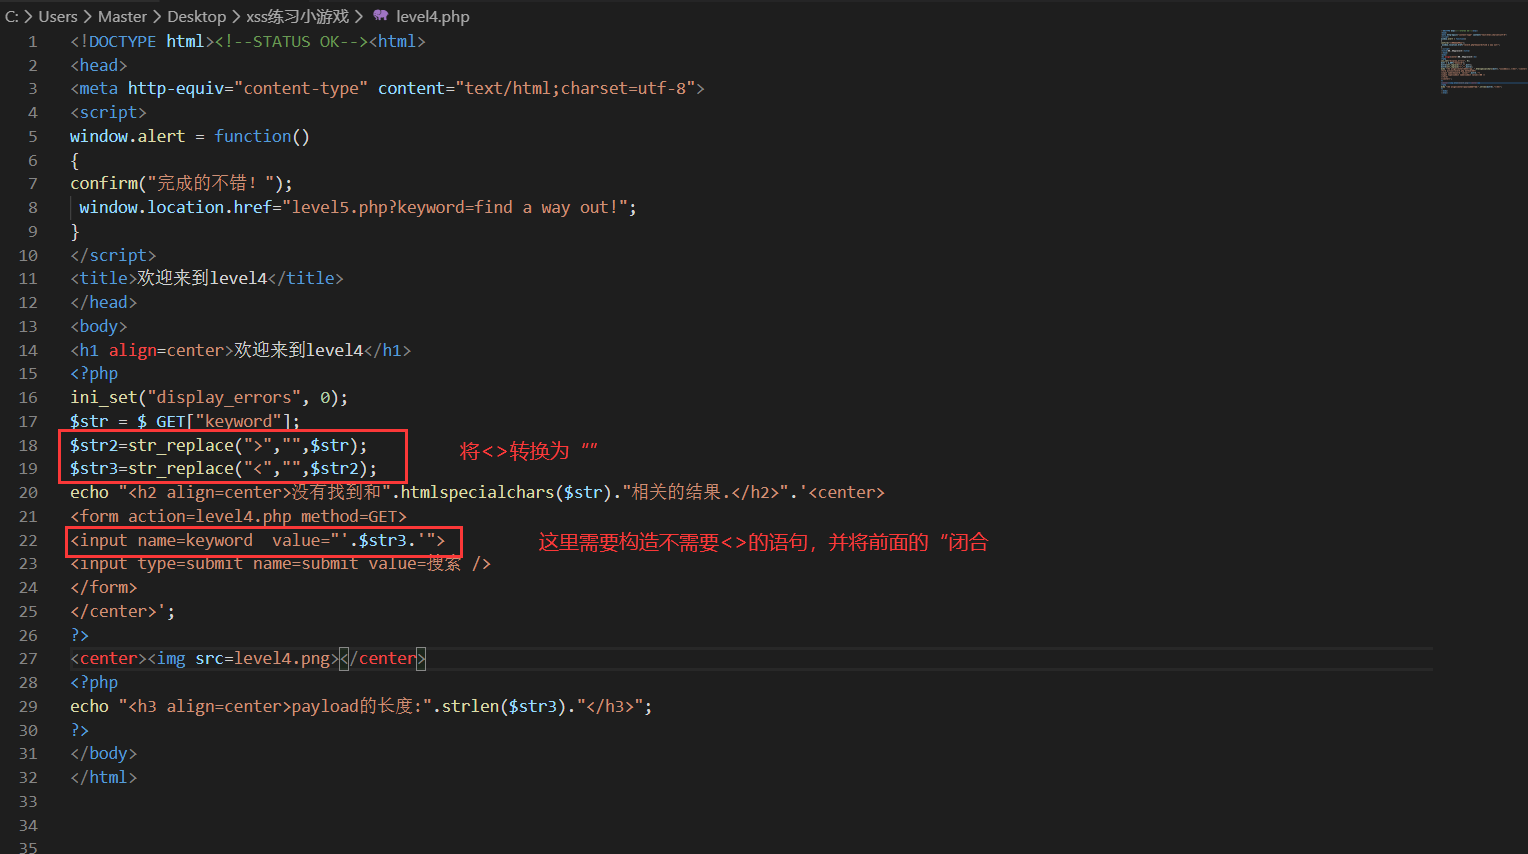 C: > Users > Master > Desktop > xss练习小游戏 > level4.php
1 <!DOCTYPE html><!--STATUS OK--><html>
2 <head>
3 <meta http-equiv="content-type" content="text/html;charset=utf-8">
4 <script>
5 window.alert = function()
6 {
7 confirm("完成的不错！");
8  window.location.href="level5.php?keyword=find a way out!";
9 }
10 </script>
11 <title>欢迎来到level4</title>
12 </head>
13 <body>
14 <h1 align=center>欢迎来到level4</h1>
15 <?php
16 ini_set("display_errors", 0);
17 $str = $_GET["keyword"];
18 $str2=str_replace(">","",$str); 将<>转换为“”
19 $str3=str_replace("<","",$str2);
20 echo "<h2 align=center>没有找到和".htmlspecialchars($str)."相关的结果.</h2>".'<center>
21 <form action=level4.php method=GET>
22 <input name=keyword  value="'.$str3.'"> 这里需要构造不需要<>的语句，并将前面的“闭合
23 <input type=submit name=submit value=搜索 />
24 </form>
25 </center>';
26 ?>
27 <center><img src=level4.png></center>
28 <?php
29 echo "<h3 align=center>payload的长度:".strlen($str3)."</h3>";
30 ?>
31 </body>
32 </html>
33
34
35